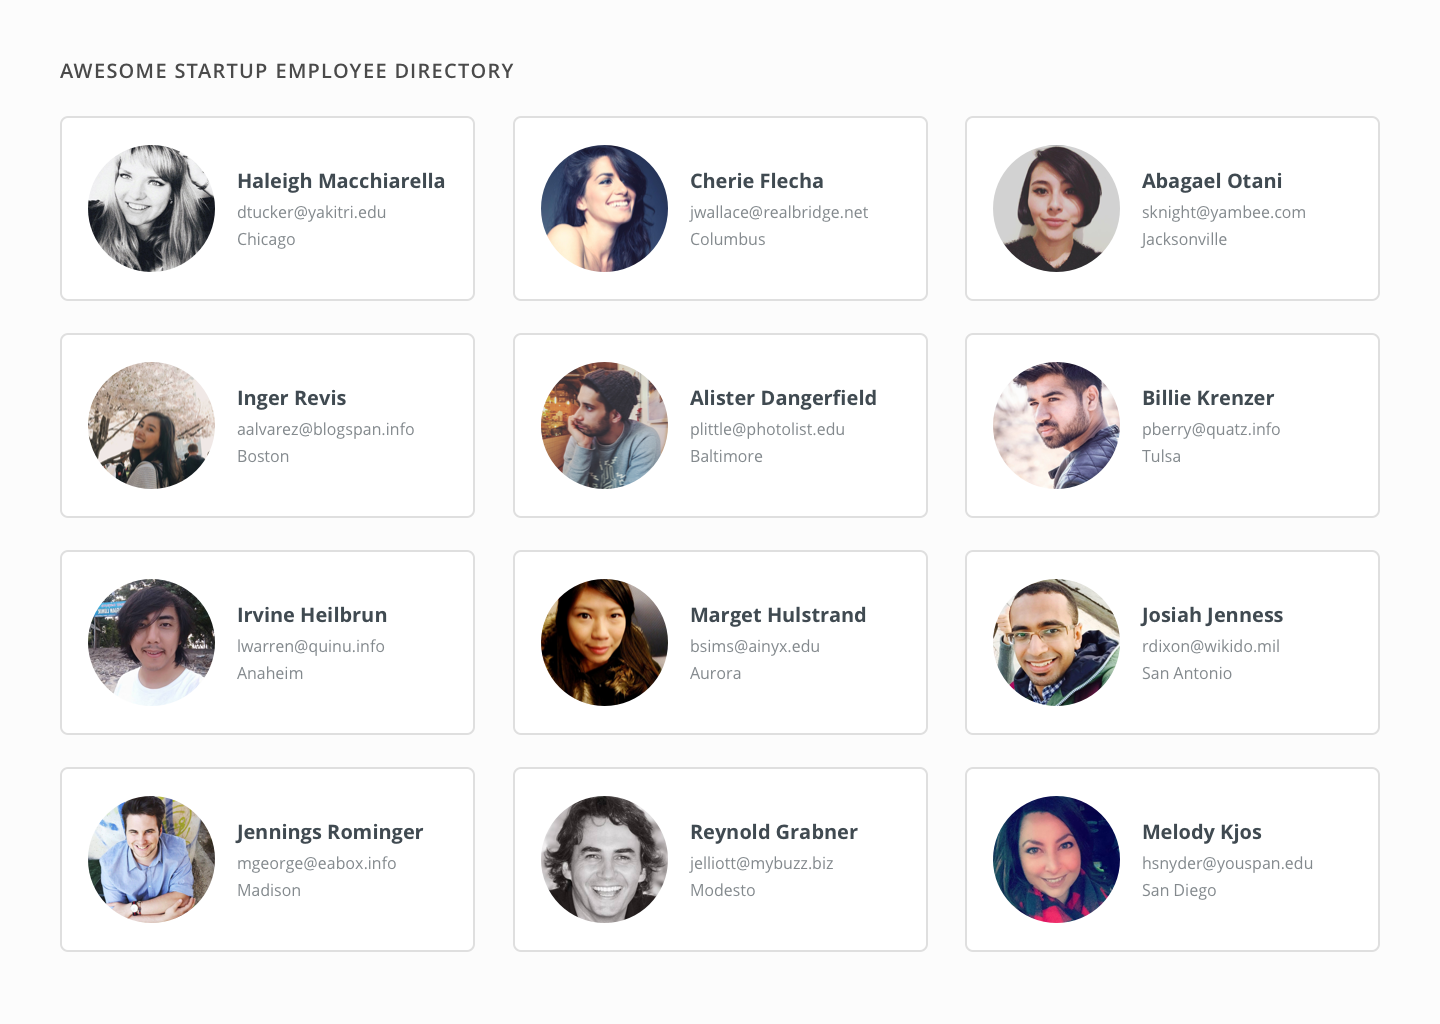 AWESOME STARTUP EMPLOYEE DIRECTORY
Haleigh Macchiarella
dtucker@yakitri.edu
Chicago
Cherie Flecha
jwallace@realbridge.net
Columbus
Abagael Otani
sknight@yambee.com
Jacksonville
Inger Revis
aalvarez@blogspan.info
Boston
Alister Dangerfield
plittle@photolist.edu
Baltimore
Billie Krenzer
pberry@quatz.info
Tulsa
Irvine Heilbrun
lwarren@quinu.info
Anaheim
Marget Hulstrand
bsims@ainyx.edu
Aurora
Josiah Jenness
rdixon@wikido.mil
San Antonio
Jennings Rominger
mgeorge@eabox.info
Madison
Reynold Grabner
jelliott@mybuzz.biz
Modesto
Melody Kjos
hsnyder@youspan.edu
San Diego